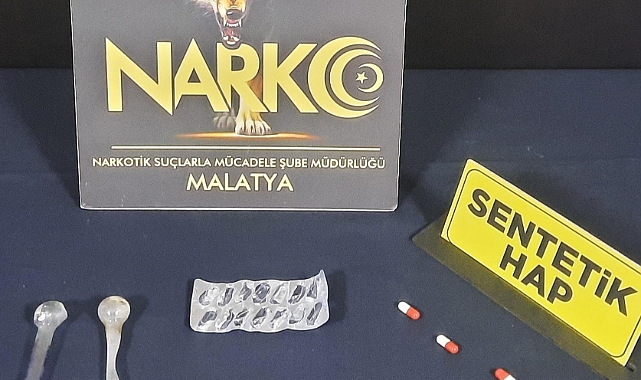 NARKO
NARKOTİK SUÇLARLA MÜCADELE ŞUBE MÜDÜRLÜĞÜ
MALATYA
SENTETİK
HAP